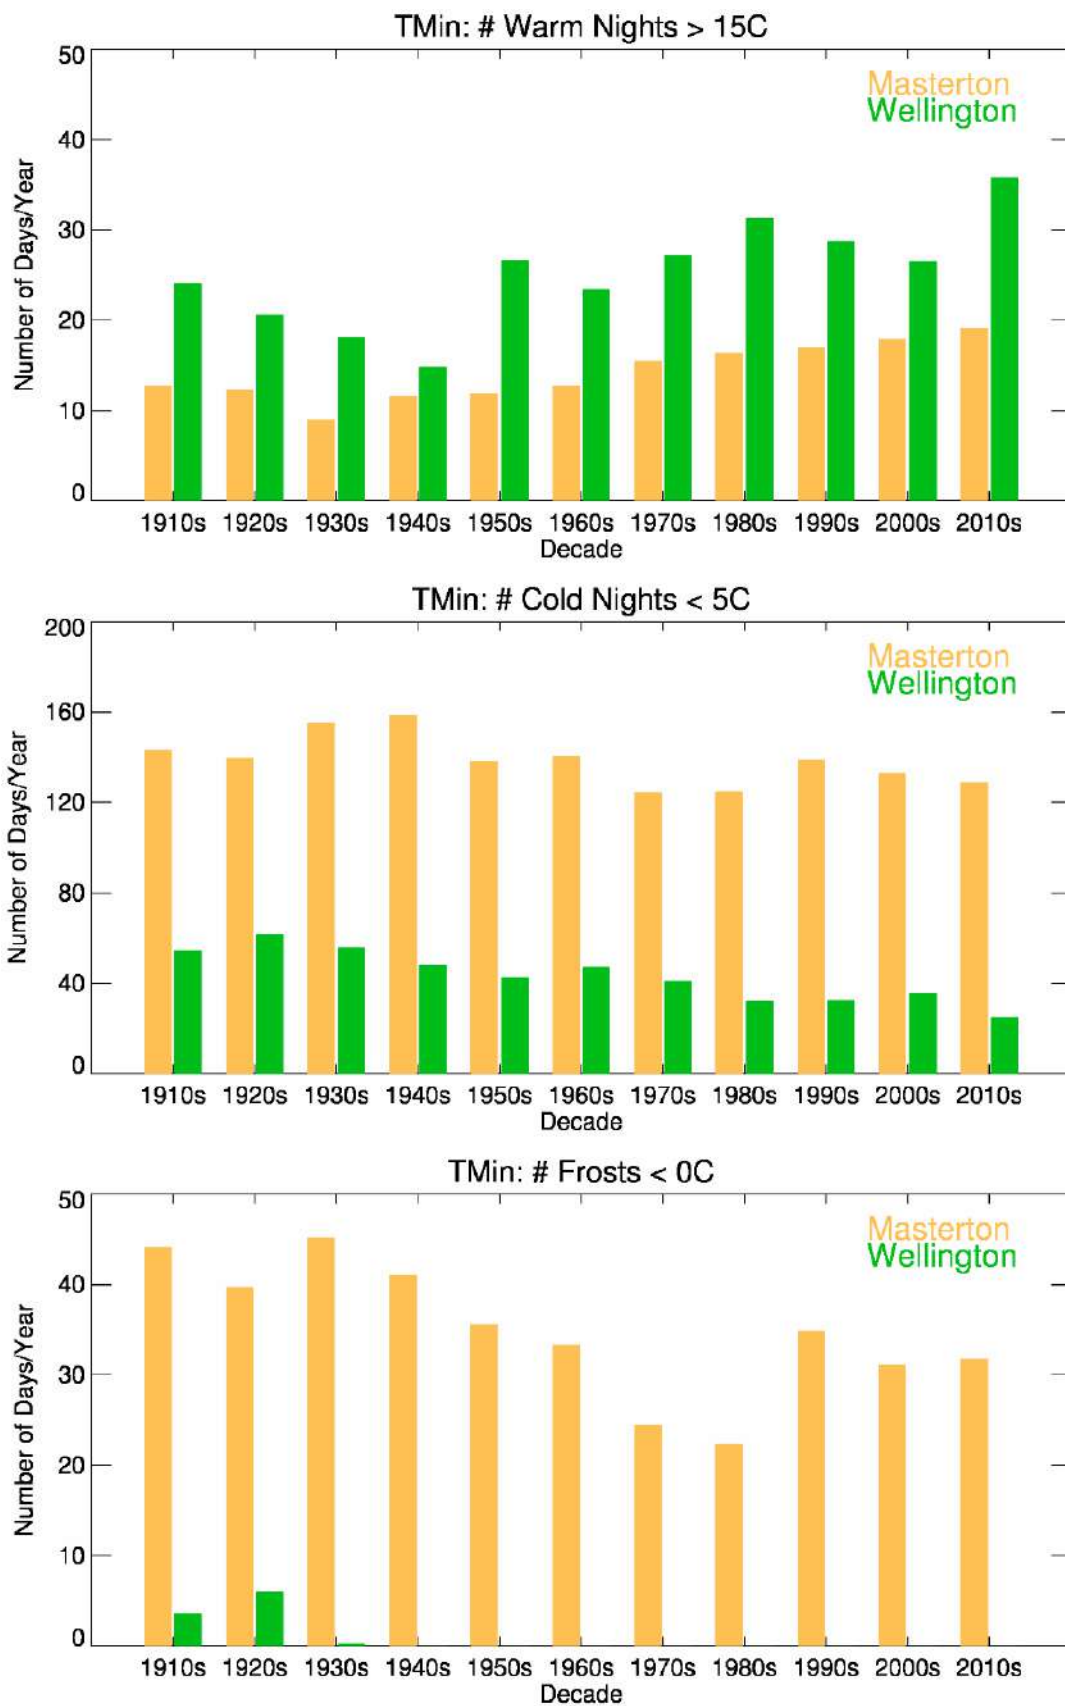 TMin: # Warm Nights > 15C
50
Masterton
Wellington
40
30
20
10
0
Number of Days/Year
1910s 1920s 1930s 1940s 1950s 1960s 1970s 1980s 1990s 2000s 2010s
Decade
TMin: # Cold Nights < 5C
200
Masterton
Wellington
160
120
80
40
0
Number of Days/Year
1910s 1920s 1930s 1940s 1950s 1960s 1970s 1980s 1990s 2000s 2010s
Decade
TMin: # Frosts < 0C
50
Masterton
Wellington
40
30
20
10
0
Number of Days/Year
1910s 1920s 1930s 1940s 1950s 1960s 1970s 1980s 1990s 2000s 2010s
Decade